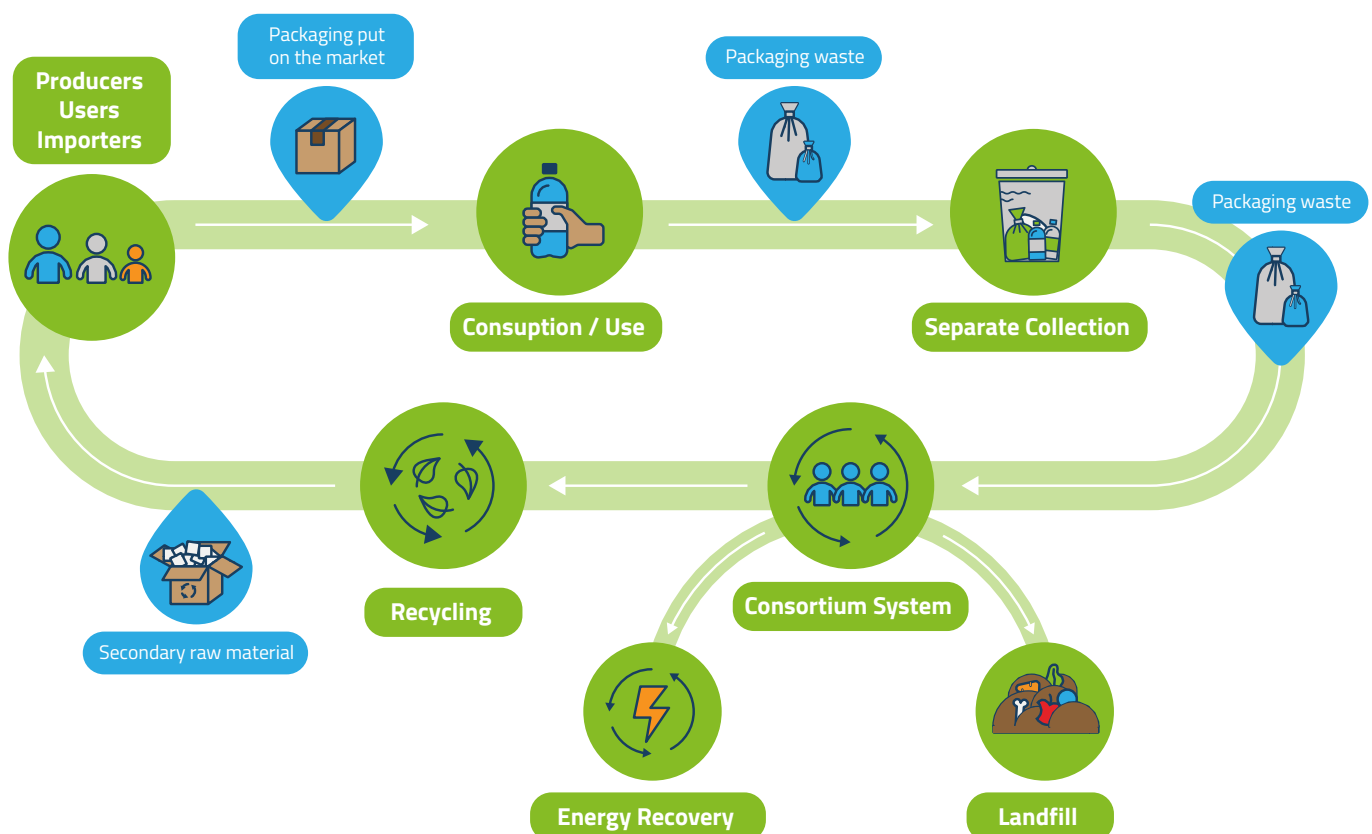 Packaging put
on the market
Packaging waste
Producers
Users
Importers
Packaging waste
Consuption / Use
Separate Collection
Recycling
Consortium System
Secondary raw material
Energy Recovery
Landfill